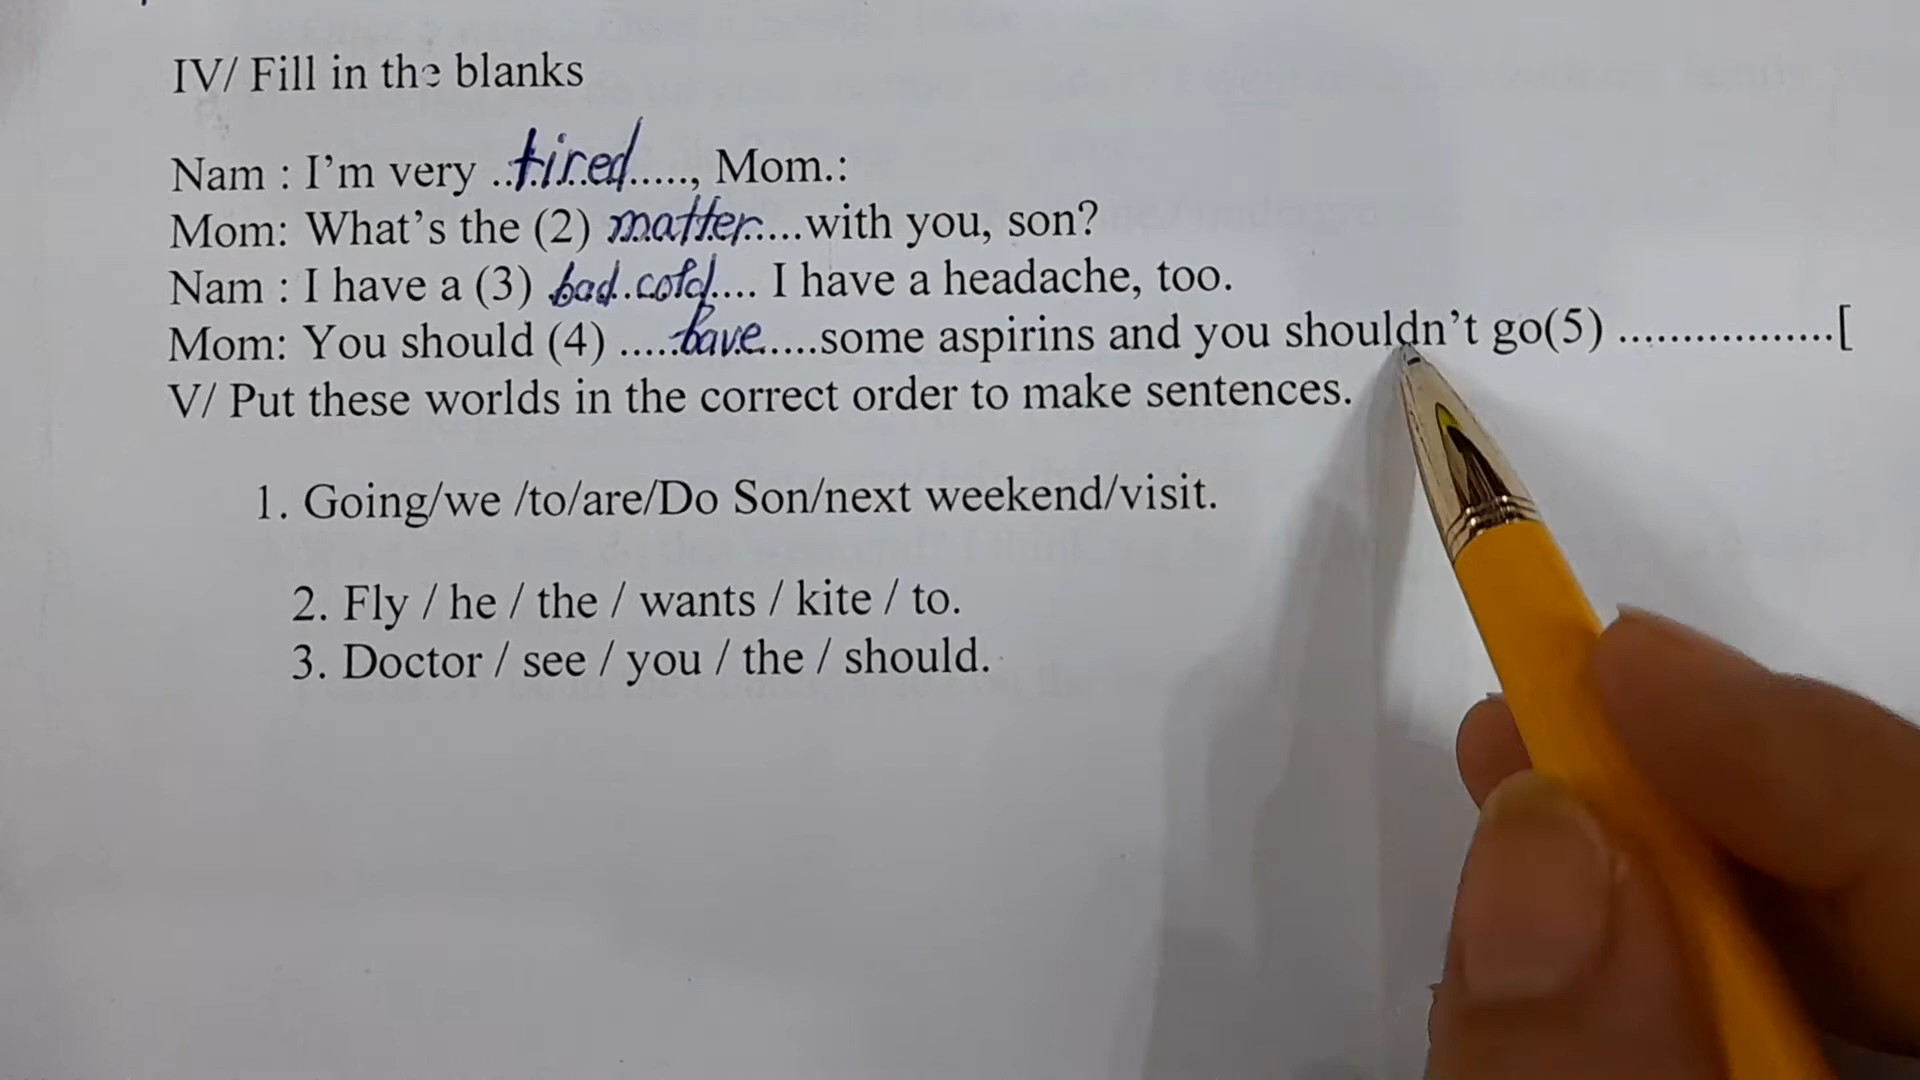 IV/ Fill in the blanks
Nam : I'm very ..tired....., Mom.:
Mom: What's the (2) matter....with you, son?
Nam : I have a (3) bad cold.... I have a headache, too.
Mom: You should (4) .....have.....some aspirins and you shouldn't go(5) .................[
V/ Put these worlds in the correct order to make sentences.
1. Going/we /to/are/Do Son/next weekend/visit.
2. Fly / he / the / wants / kite / to.
3. Doctor / see / you / the / should.